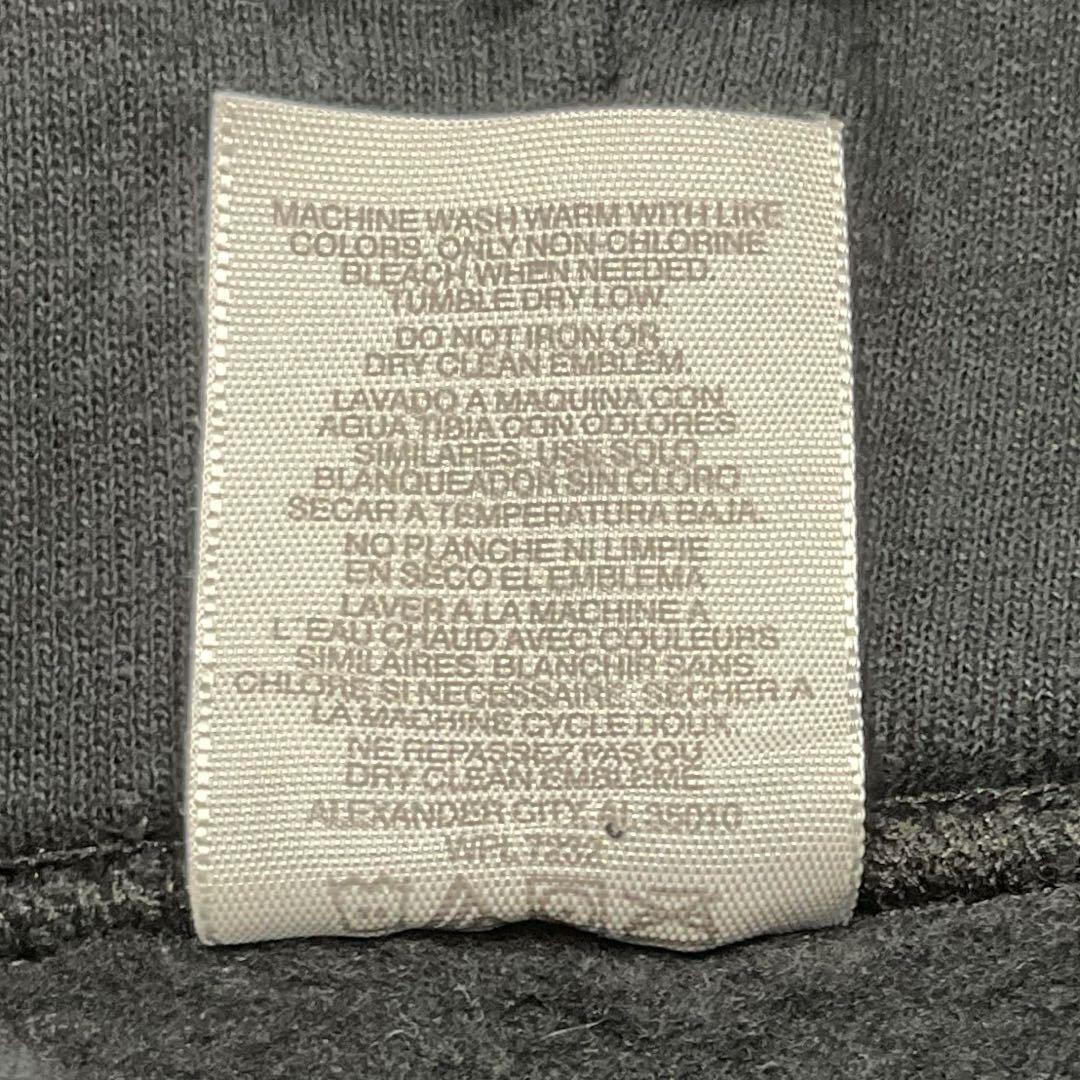 MACHINE WASH WARM WITH LIKE
COLORS. ONLY NON-CHLORINE
BLEACH WHEN NEEDED.
TUMBLE DRY LOW.
DO NOT IRON OR
DRY CLEAN EMBLEM.
LAVADO A MAQUINA CON
AGUA TIBIA CON COLORES
SIMILARES. USE SOLO
BLANQUEADOR SIN CLORO.
SECAR A TEMPERATURA BAJA.
NO PLANCHE NI LIMPIE
EN SECO EL EMBLEMA
LAVER A LA MACHINE A
L'EAU CHAUD AVEC COULEURS
SIMILAIRES. BLANCHIR SANS
CHLORE SI NECESSAIRE. SECHER A
LA MACHINE CYCLE DOUX.
NE REPASSEZ PAS OU
DRY CLEAN EMBLEME
ALEXANDER CITY, AL 35010
WPL 7232